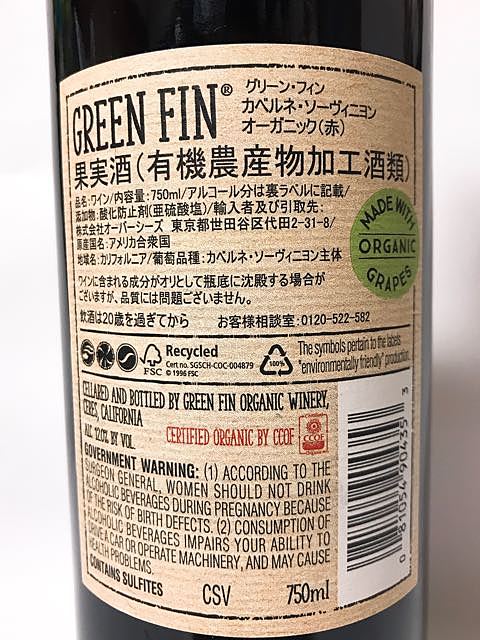 GREEN FIN®
グリーン・フィン
カベルネ・ソーヴィニヨン
オーガニック(赤)
果実酒(有機農産物加工酒類)
品名:ワイン/内容量:750ml/アルコール分は裏ラベルに記載/
添加物:酸化防止剤(亜硫酸塩)/輸入者及び引取先:
株式会社オーバーシーズ 東京都世田谷区代田2-31-8/
原産国名:アメリカ合衆国
地域名:カリフォルニア/葡萄品種:カベルネ・ソーヴィニヨン主体
MADE WITH
ORGANIC
GRAPES
ワインに含まれる成分がオリとして瓶底に沈殿する場合が
ございますが、品質には問題ございません。
飲酒は20歳を過ぎてから お客様相談室:0120-522-582
FSC
Recycled
Cert no. SGSCH-COC-004879
© 1996 FSC
100%
The symbols pertain to the labels
"environmentally friendly" production.
CELLARED AND BOTTLED BY GREEN FIN ORGANIC WINERY,
CERES, CALIFORNIA
ALC 12.0% BY VOL
CERTIFIED ORGANIC BY CCOF
CCOF
GOVERNMENT WARNING: (1) ACCORDING TO THE
SURGEON GENERAL, WOMEN SHOULD NOT DRINK
ALCOHOLIC BEVERAGES DURING PREGNANCY BECAUSE
OF THE RISK OF BIRTH DEFECTS. (2) CONSUMPTION OF
ALCOHOLIC BEVERAGES IMPAIRS YOUR ABILITY TO
DRIVE A CAR OR OPERATE MACHINERY, AND MAY CAUSE
HEALTH PROBLEMS.
CONTAINS SULFITES
CSV
750ml
0 87054 90435 3